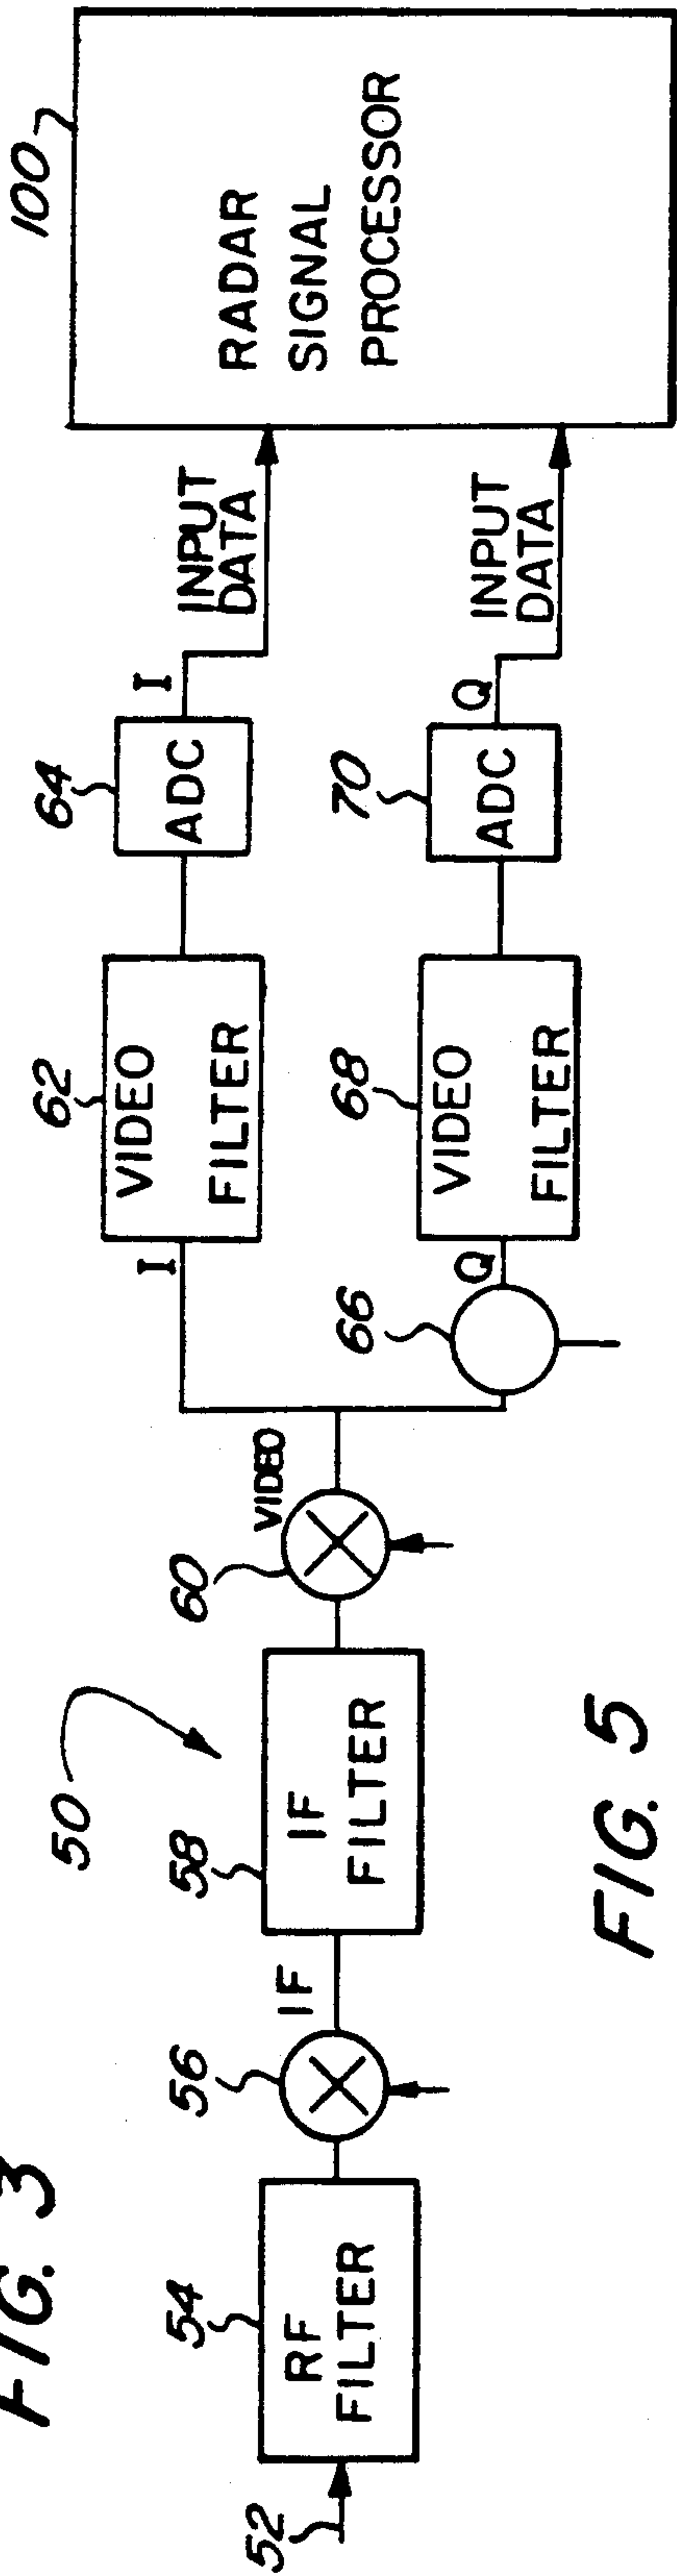 FIG. 3
52
54
RF
FILTER
56
IF
50
58
IF
FILTER
60
VIDEO
I
62
VIDEO
FILTER
64
ADC
I
INPUT
DATA
66
Q
68
VIDEO
FILTER
70
ADC
Q
INPUT
DATA
100
RADAR
SIGNAL
PROCESSOR
FIG. 5